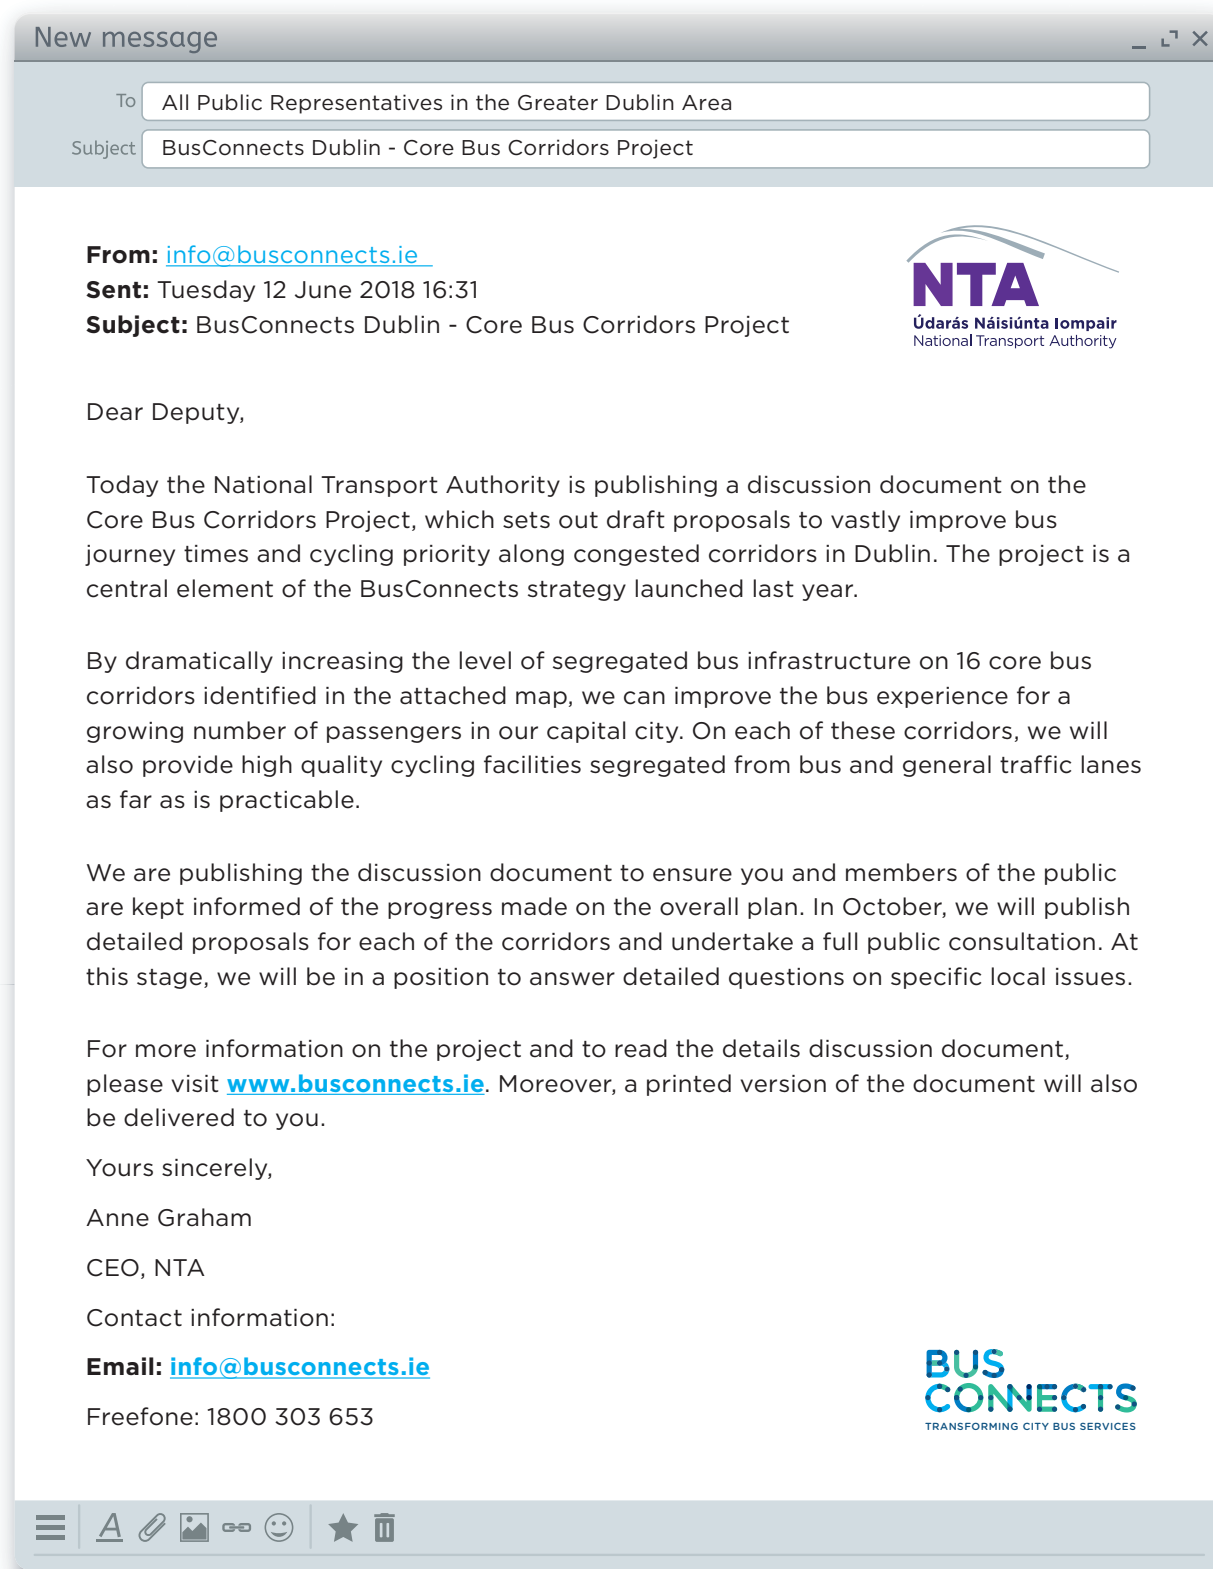 New message
To All Public Representatives in the Greater Dublin Area
Subject BusConnects Dublin - Core Bus Corridors Project
From: info@busconnects.ie
Sent: Tuesday 12 June 2018 16:31
Subject: BusConnects Dublin - Core Bus Corridors Project
NTA
Údarás Náisiúnta Iompair
National Transport Authority
Dear Deputy,
Today the National Transport Authority is publishing a discussion document on the
Core Bus Corridors Project, which sets out draft proposals to vastly improve bus
journey times and cycling priority along congested corridors in Dublin. The project is a
central element of the BusConnects strategy launched last year.
By dramatically increasing the level of segregated bus infrastructure on 16 core bus
corridors identified in the attached map, we can improve the bus experience for a
growing number of passengers in our capital city. On each of these corridors, we will
also provide high quality cycling facilities segregated from bus and general traffic lanes
as far as is practicable.
We are publishing the discussion document to ensure you and members of the public
are kept informed of the progress made on the overall plan. In October, we will publish
detailed proposals for each of the corridors and undertake a full public consultation. At
this stage, we will be in a position to answer detailed questions on specific local issues.
For more information on the project and to read the details discussion document,
please visit www.busconnects.ie. Moreover, a printed version of the document will also
be delivered to you.
Yours sincerely,
Anne Graham
CEO, NTA
Contact information:
Email: info@busconnects.ie
Freefone: 1800 303 653
BUS
CONNECTS
TRANSFORMING CITY BUS SERVICES
A